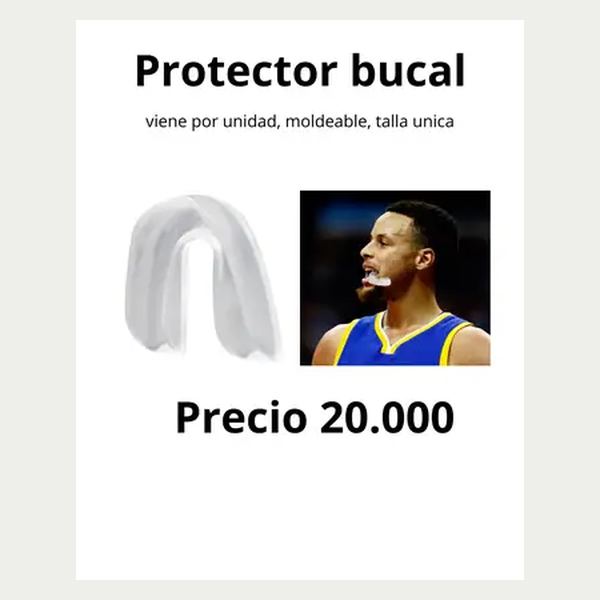 Protector bucal
viene por unidad, moldeable, talla unica
Precio 20.000